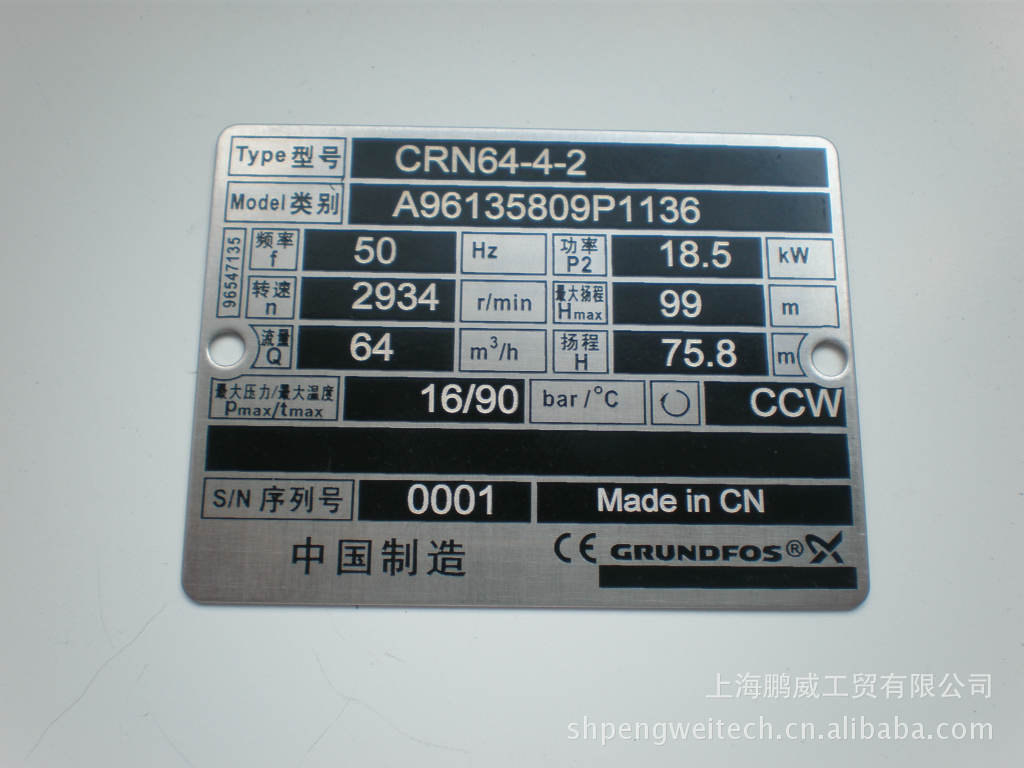 Type 型号 CRN64-4-2
Model 类别 A96135809P1136
96547135
频率 f 50 Hz 功率 P2 18.5 kW
转速 n 2934 r/min 最大扬程 Hmax 99 m
流量 Q 64 m³/h 扬程 H 75.8 m
最大压力/最大温度 pmax/tmax 16/90 bar/°C CCW
S/N 序列号 0001 Made in CN
中国制造 CE GRUNDFOS®
上海鹏威工贸有限公司
shpengweitech.cn.alibaba.com